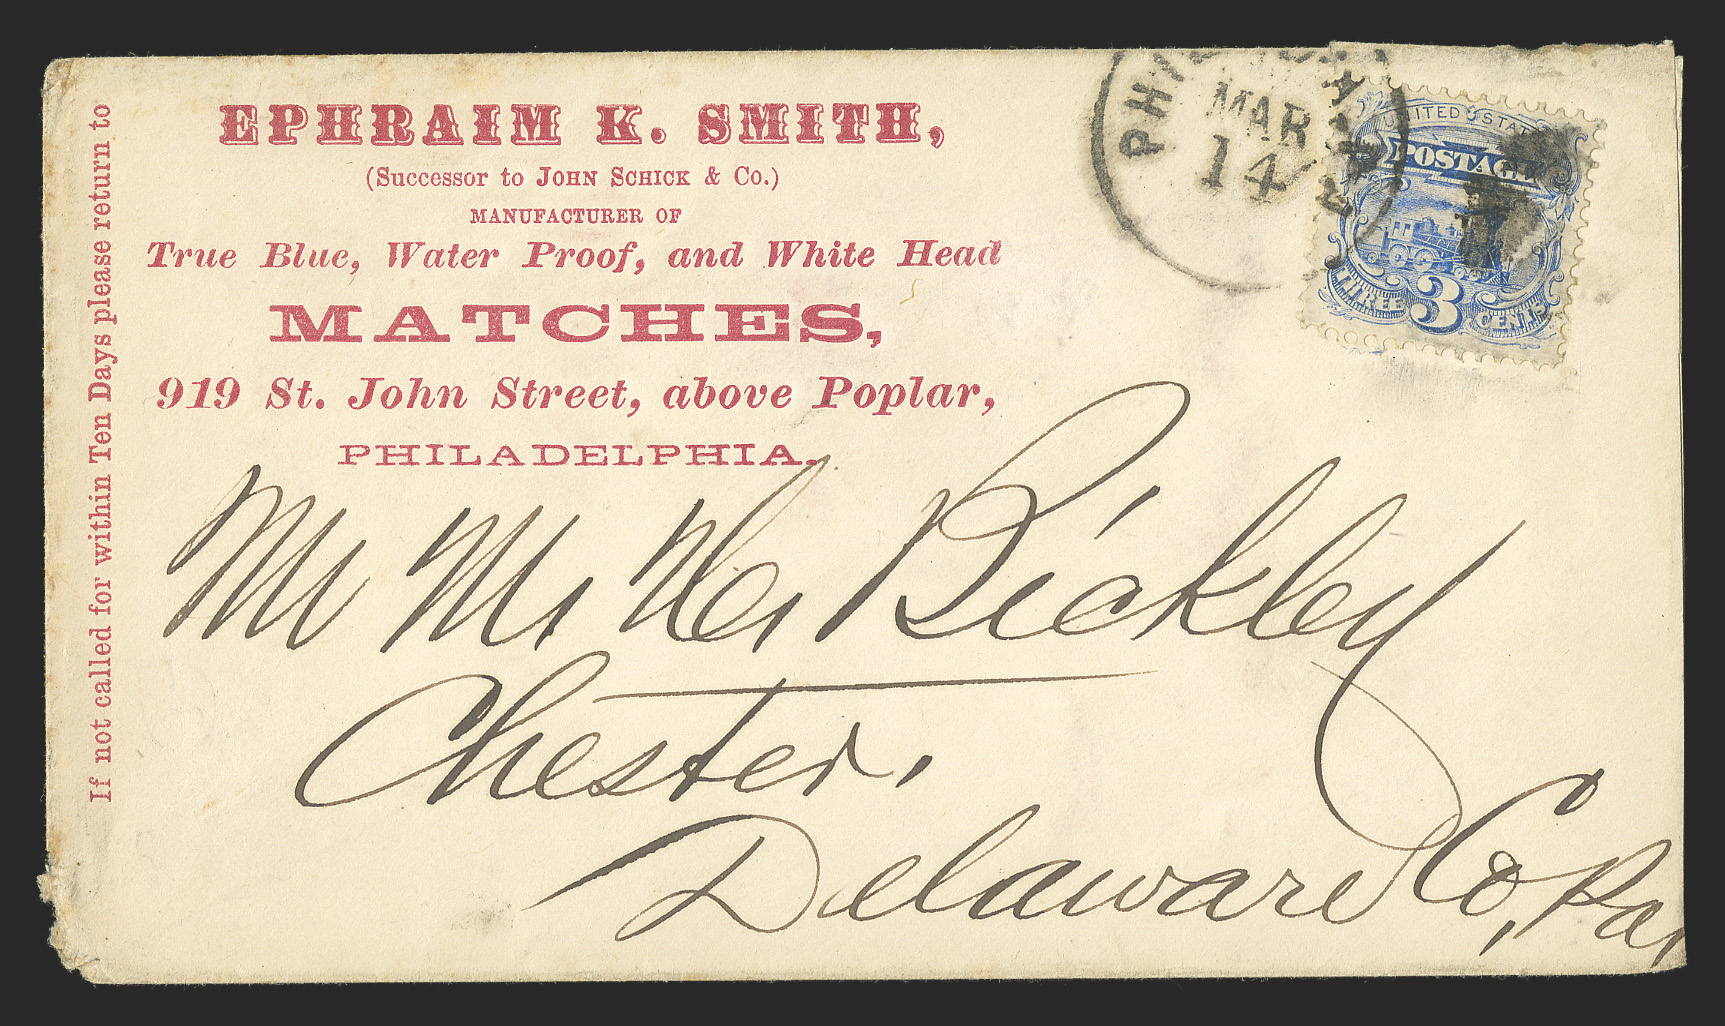 If not called for within Ten Days please return to
EPHRAIM K. SMITH,
(Successor to JOHN SCHICK & Co.)
MANUFACTURER OF
True Blue, Water Proof, and White Head
MATCHES,
919 St. John Street, above Poplar,
PHILADELPHIA.
MAR
14
UNITED STATES
POSTAGE
THREE 3 CENTS
Mr M. Bickley
Chester.
Delaware Co, Pa,